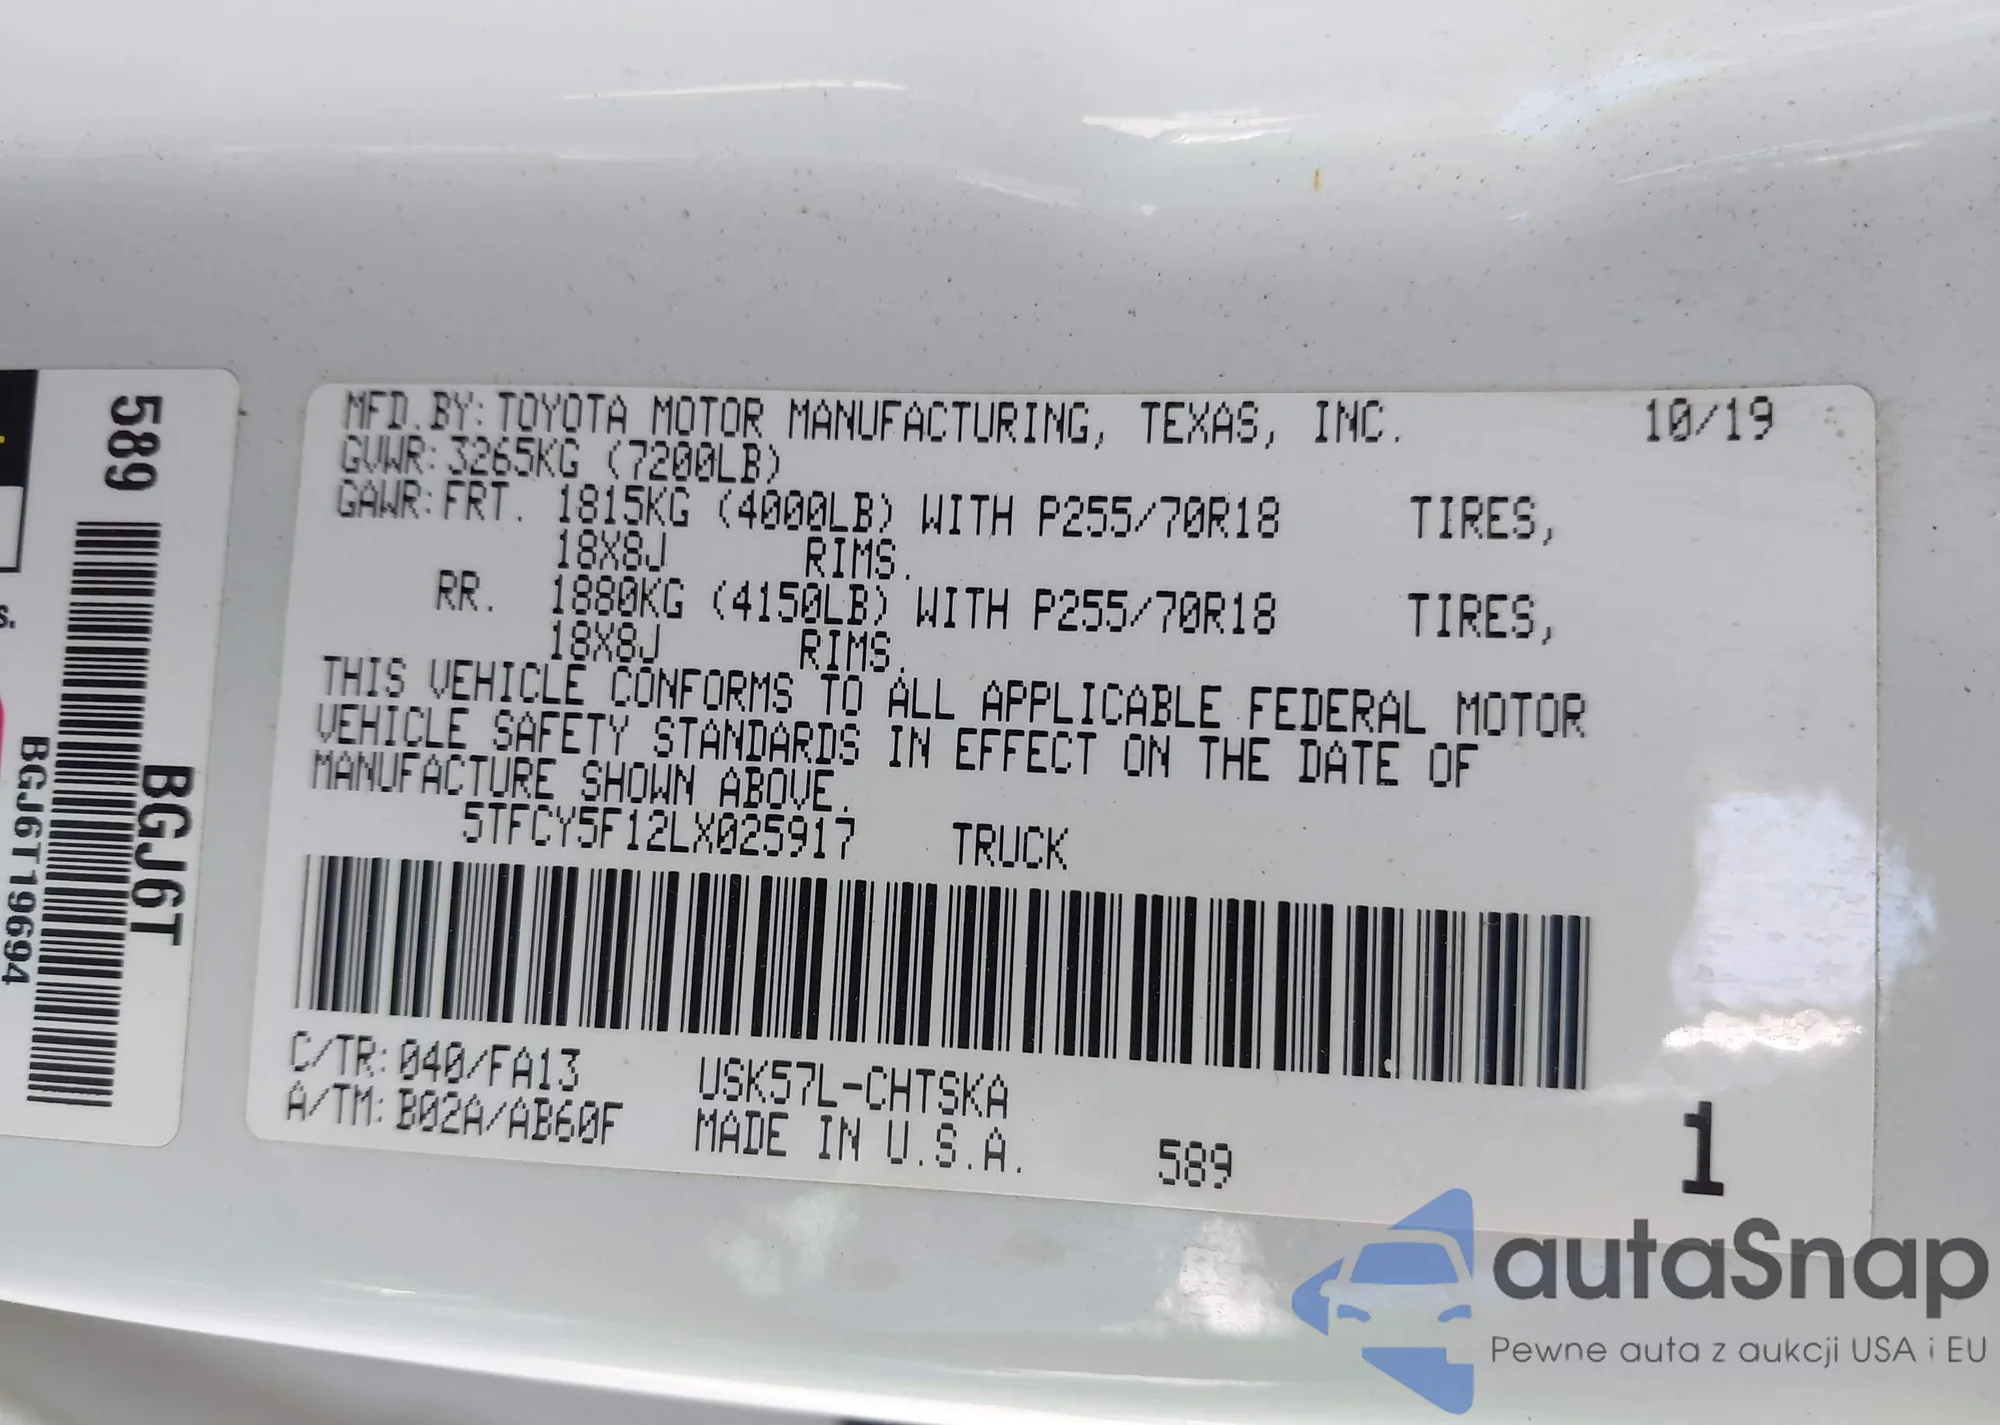 589
BGJ6T
BGJ6T19694
S.
MFD.BY: TOYOTA MOTOR MANUFACTURING, TEXAS, INC. 10/19
GVWR: 3265KG (7200LB)
GAWR: FRT. 1815KG (4000LB) WITH P255/70R18 TIRES,
18X8J RIMS.
RR. 1880KG (4150LB) WITH P255/70R18 TIRES,
18X8J RIMS.
THIS VEHICLE CONFORMS TO ALL APPLICABLE FEDERAL MOTOR
VEHICLE SAFETY STANDARDS IN EFFECT ON THE DATE OF
MANUFACTURE SHOWN ABOVE.
5TFCY5F12LX025917 TRUCK
C/TR: 040/FA13 USK57L-CHTSKA
A/TM: B02A/AB60F MADE IN U.S.A. 589 1
autoSnap
Pewne auta z aukcji USA i EU